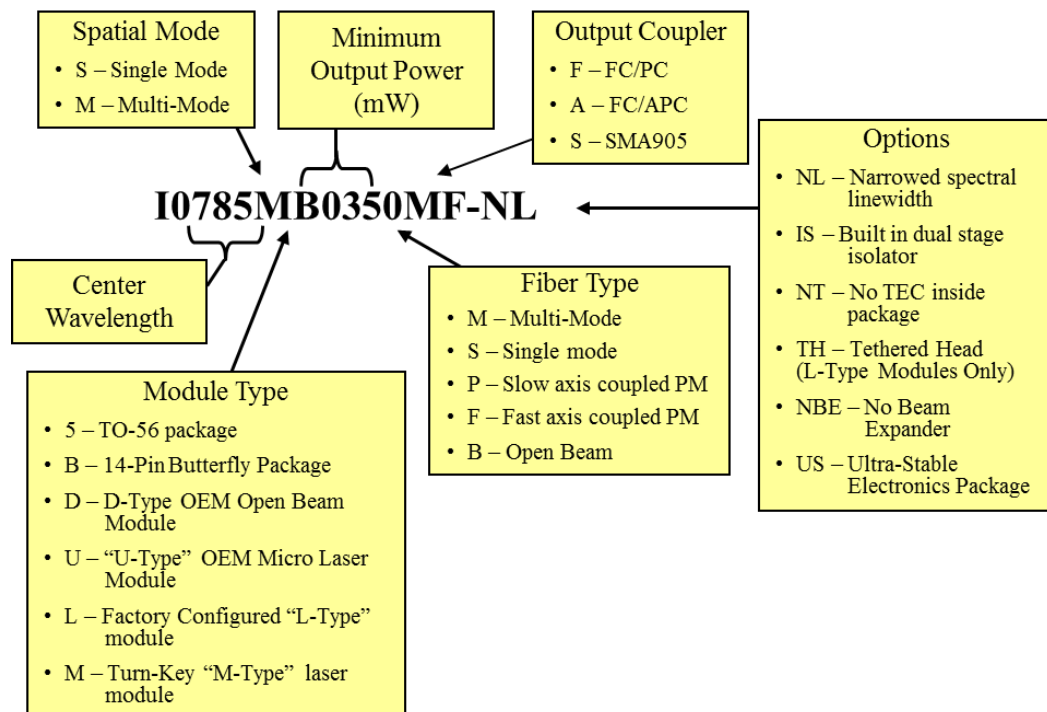 Spatial Mode
• S – Single Mode
• M – Multi-Mode
Minimum
Output Power
(mW)
Output Coupler
• F – FC/PC
• A – FC/APC
• S – SMA905
I0785MB0350MF-NL
Options
• NL – Narrowed spectral
linewidth
• IS – Built in dual stage
isolator
• NT – No TEC inside
package
• TH – Tethered Head
(L-Type Modules Only)
• NBE – No Beam
Expander
• US – Ultra-Stable
Electronics Package
Center
Wavelength
Fiber Type
• M – Multi-Mode
• S – Single mode
• P – Slow axis coupled PM
• F – Fast axis coupled PM
• B – Open Beam
Module Type
• 5 – TO-56 package
• B – 14-Pin Butterfly Package
• D – D-Type OEM Open Beam
Module
• U – “U-Type” OEM Micro Laser
Module
• L – Factory Configured “L-Type”
module
• M – Turn-Key “M-Type” laser
module